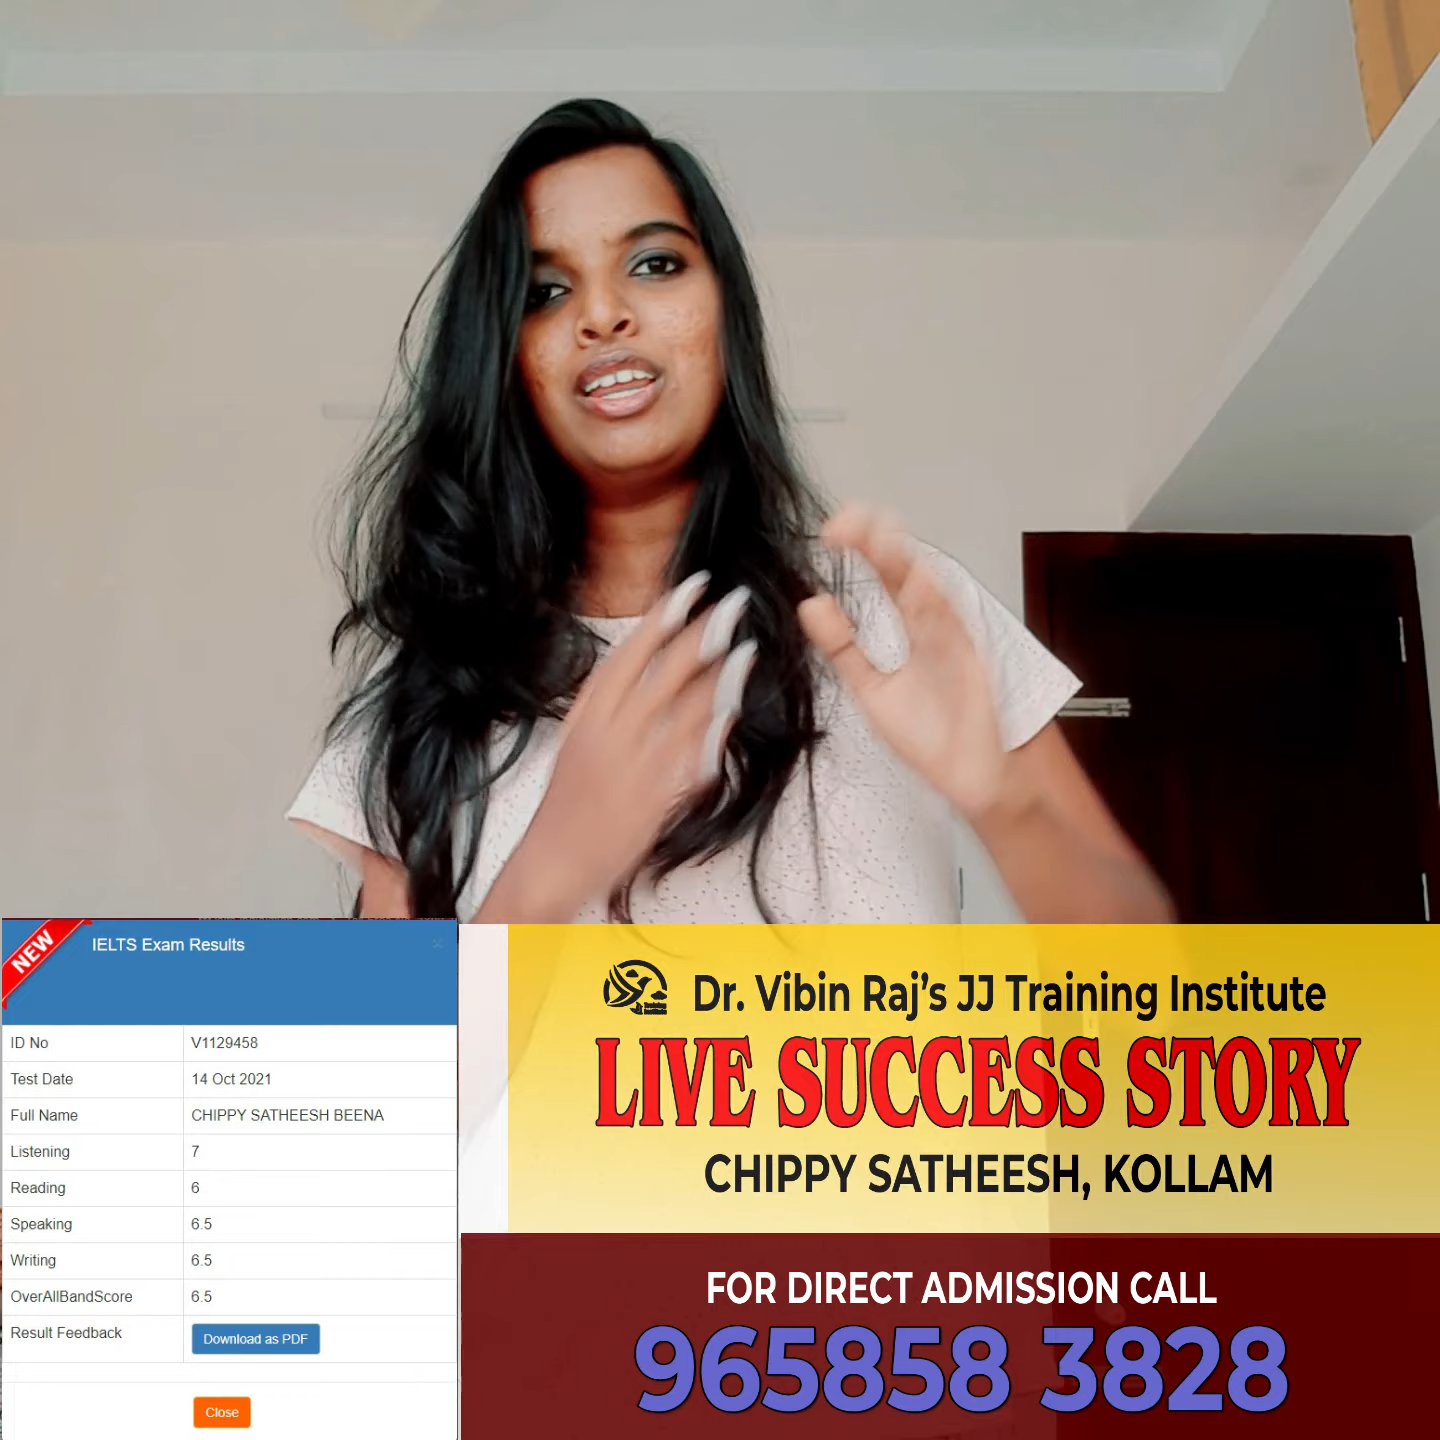 NEW
IELTS Exam Results
ID No V1129458
Test Date 14 Oct 2021
Full Name CHIPPY SATHEESH BEENA
Listening 7
Reading 6
Speaking 6.5
Writing 6.5
OverAllBandScore 6.5
Result Feedback Download as PDF
Close
Dr. Vibin Raj's JJ Training Institute
LIVE SUCCESS STORY
CHIPPY SATHEESH, KOLLAM
FOR DIRECT ADMISSION CALL
965858 3828